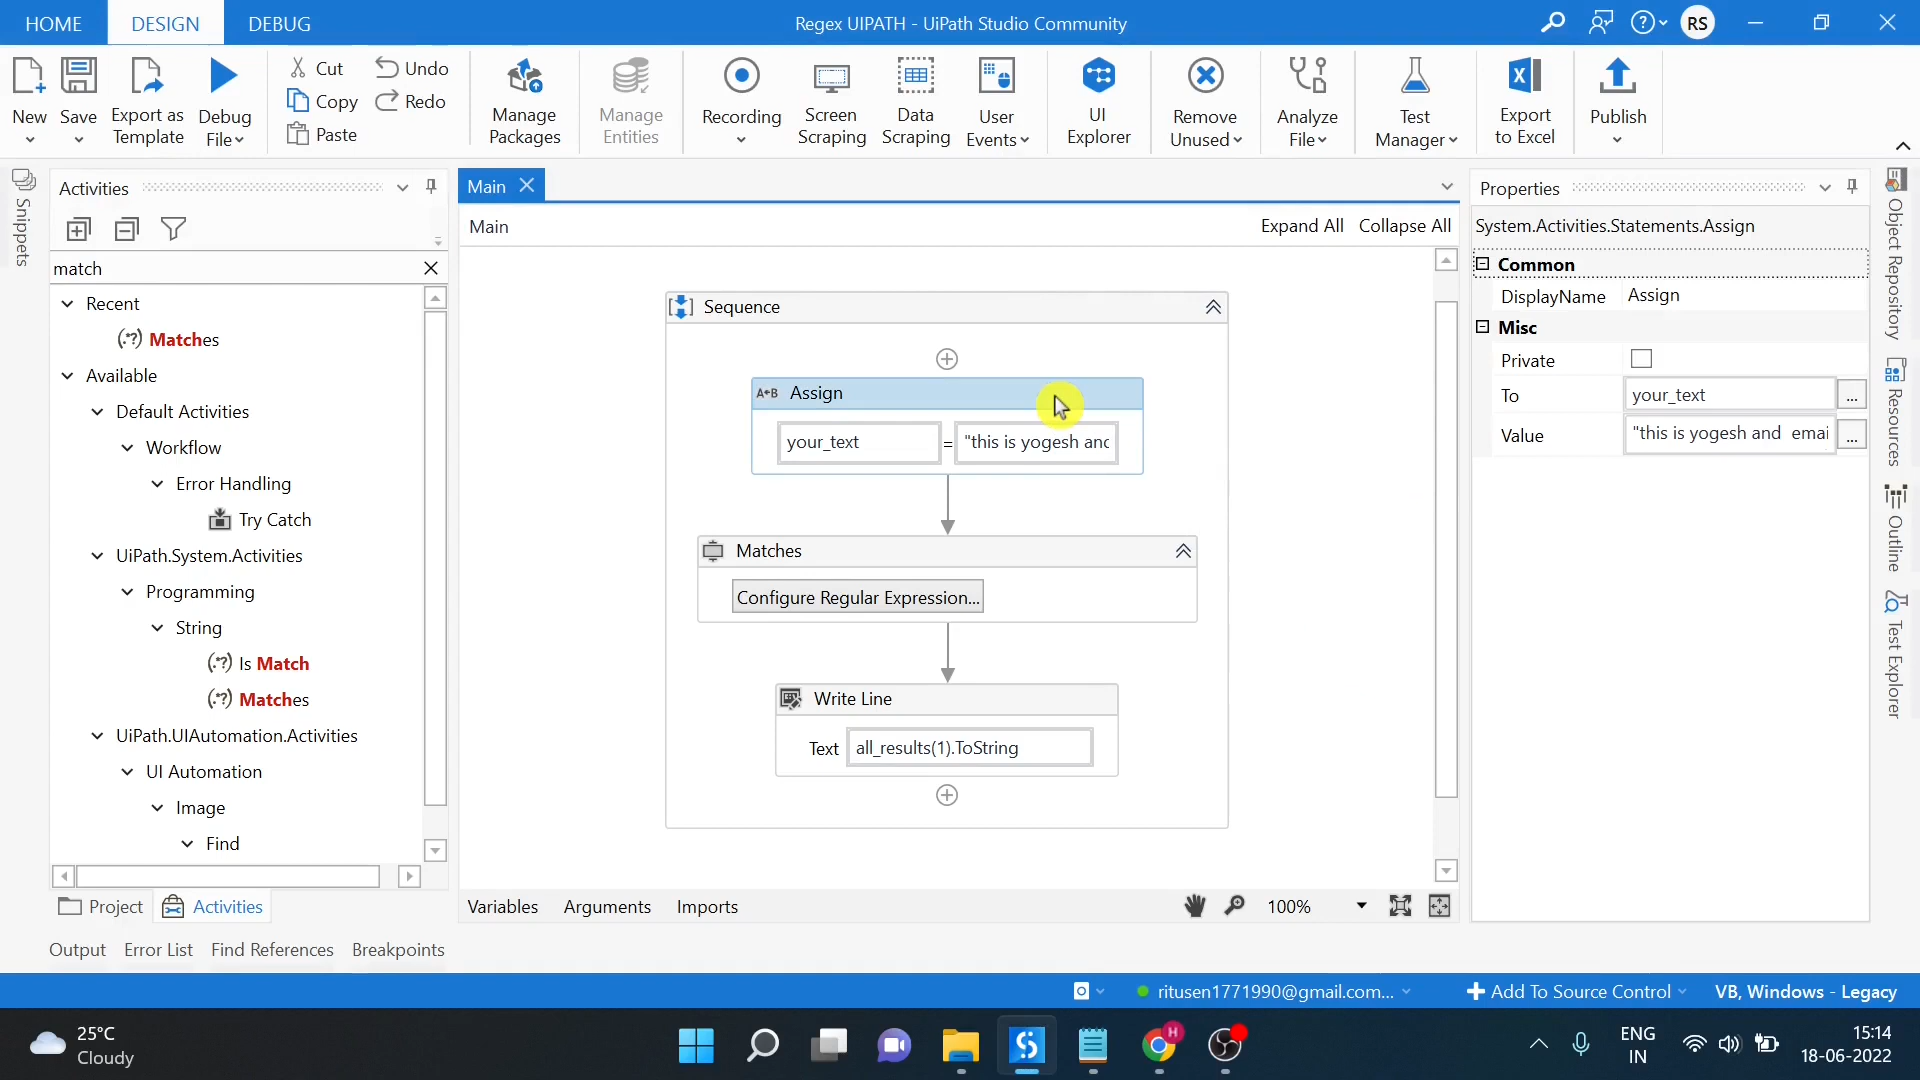 HOME
DESIGN
DEBUG
Regex UIPATH - UiPath Studio Community
RS
New
Save
Export as
Template
Debug
File
Cut
Copy
Paste
Undo
Redo
Manage
Packages
Manage
Entities
Recording
Screen
Scraping
Data
Scraping
User
Events
UI
Explorer
Remove
Unused
Analyze
File
Test
Manager
Export
to Excel
Publish
Snippets
Activities
match
Recent
(.*?) Matches
Available
Default Activities
Workflow
Error Handling
Try Catch
UiPath.System.Activities
Programming
String
(.*?) Is Match
(.*?) Matches
UiPath.UIAutomation.Activities
UI Automation
Image
Find
Project
Activities
Main
Main
Expand All
Collapse All
Sequence
A+B Assign
your_text
=
"this is yogesh and
Matches
Configure Regular Expression...
Write Line
Text
all_results(1).ToString
Variables
Arguments
Imports
100%
Properties
System.Activities.Statements.Assign
Common
DisplayName
Assign
Misc
Private
To
your_text
...
Value
"this is yogesh and  emai
...
Object Repository
Resources
Outline
Test Explorer
Output
Error List
Find References
Breakpoints
ritusen1771990@gmail.com...
Add To Source Control
VB, Windows - Legacy
25°C
Cloudy
H
ENG
IN
15:14
18-06-2022